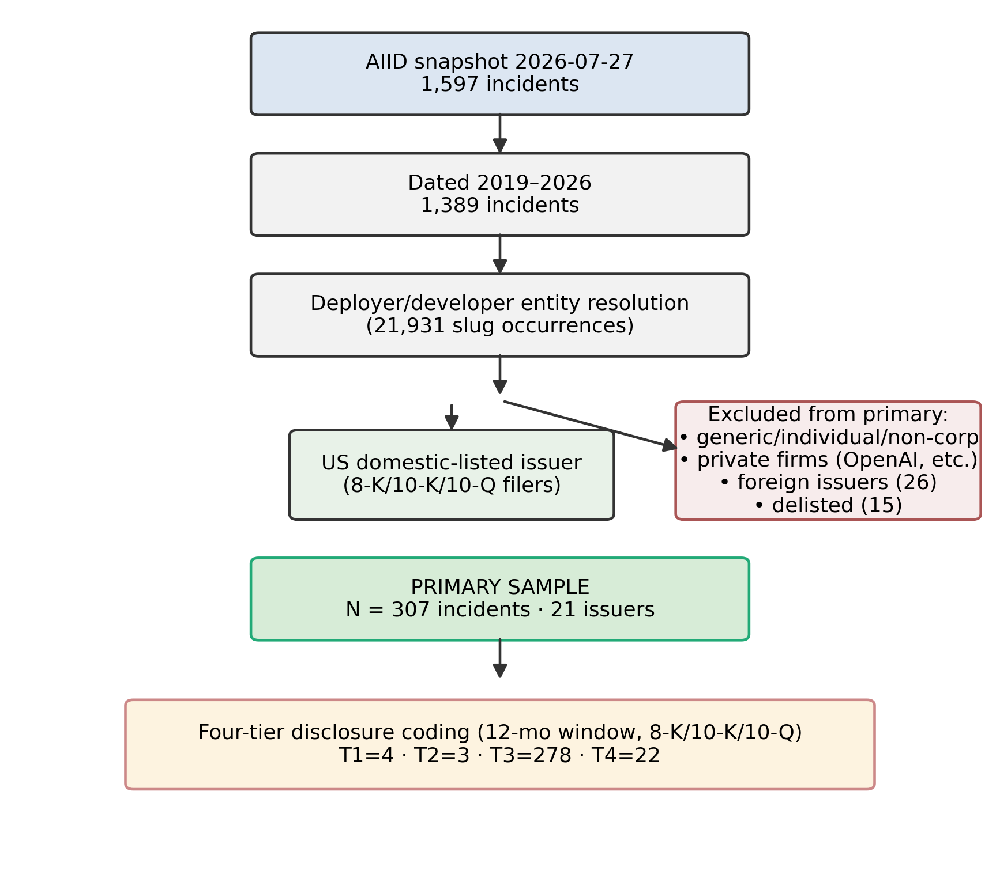 AIID snapshot 2026-07-27
1,597 incidents
Dated 2019–2026
1,389 incidents
Deployer/developer entity resolution
(21,931 slug occurrences)
US domestic-listed issuer
(8-K/10-K/10-Q filers)
Excluded from primary:
• generic/individual/non-corp
• private firms (OpenAI, etc.)
• foreign issuers (26)
• delisted (15)
PRIMARY SAMPLE
N = 307 incidents · 21 issuers
Four-tier disclosure coding (12-mo window, 8-K/10-K/10-Q)
T1=4 · T2=3 · T3=278 · T4=22